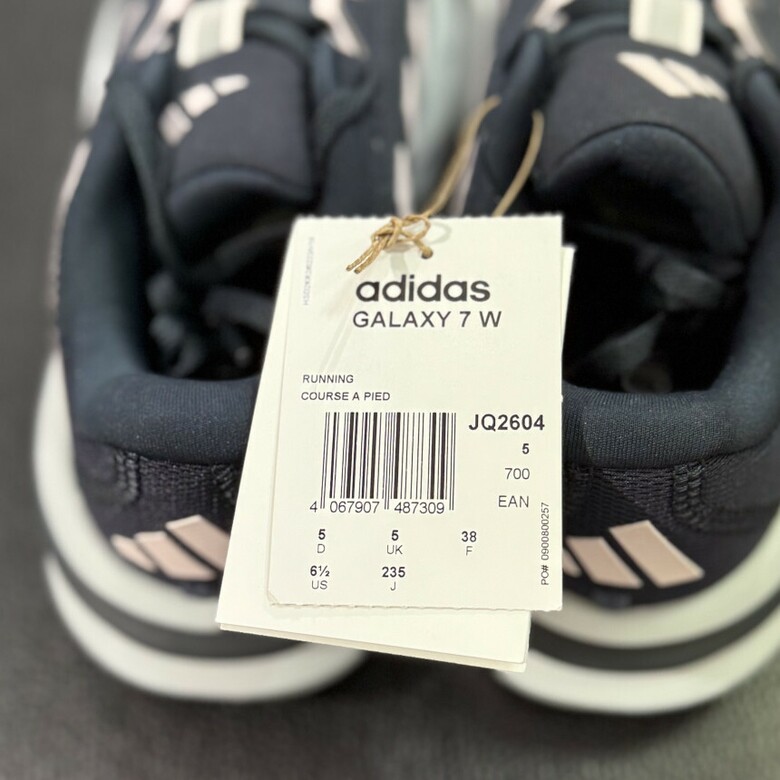 adidas
GALAXY 7 W
RUNNING
COURSE A PIED
JQ2604
5
700
EAN
4 067907 487309
5 5 38
D UK F
6½ 235
US J
PO# 0900800257